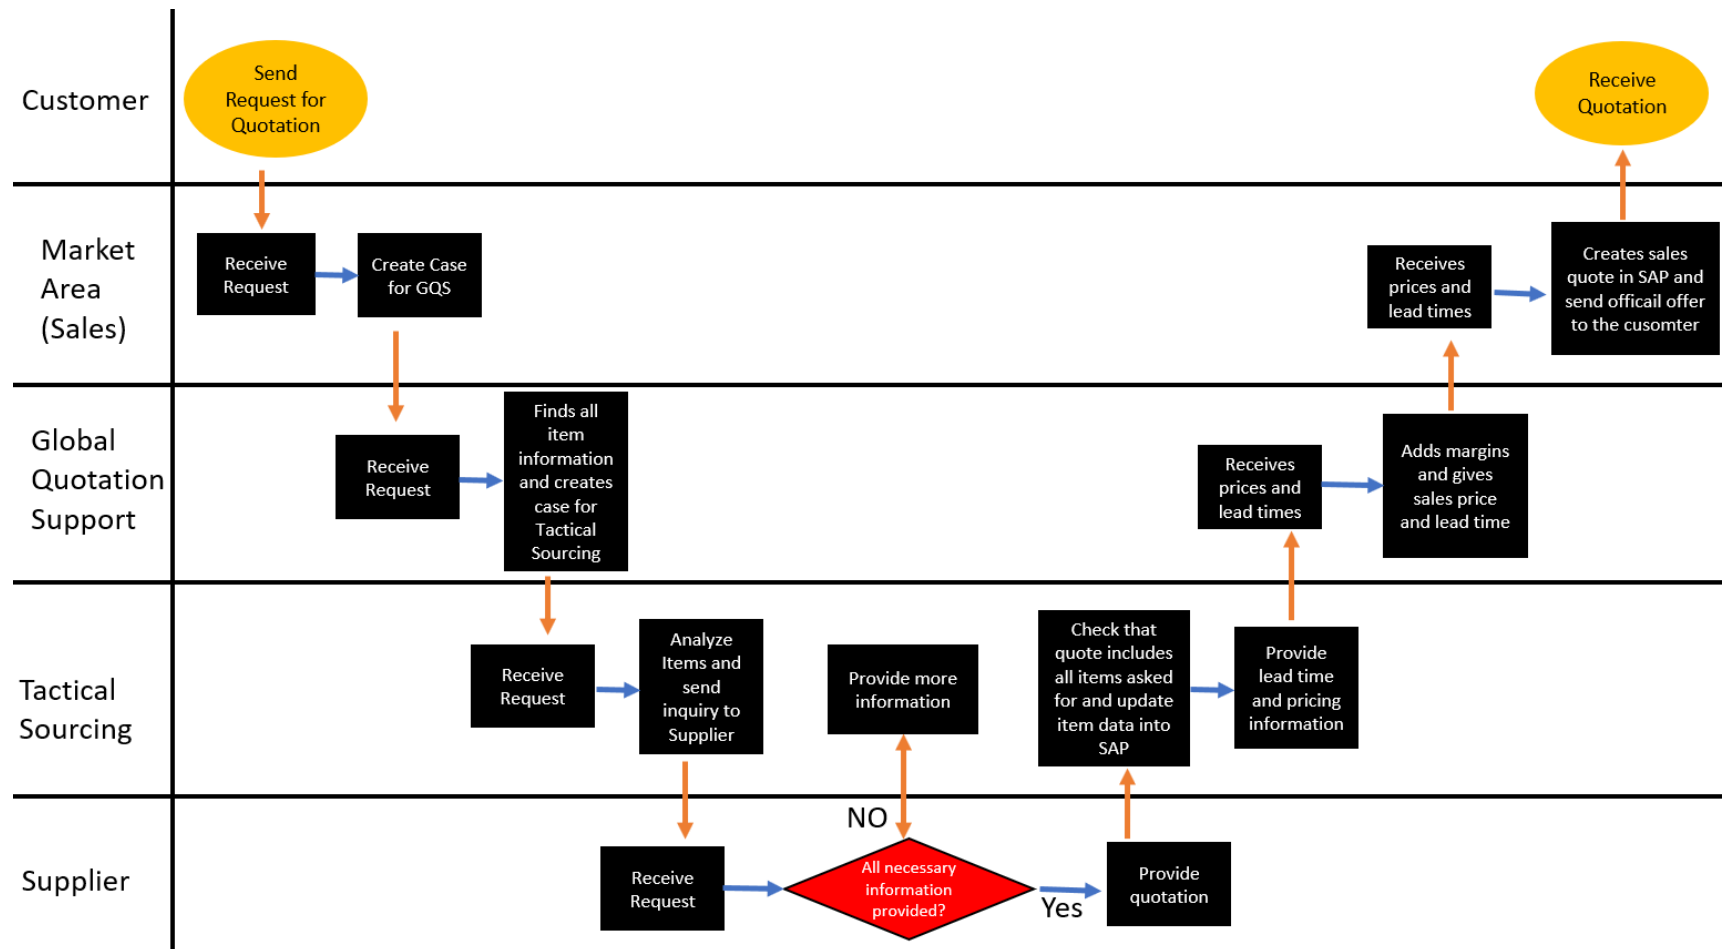 Customer
Send
Request for
Quotation
Receive
Quotation
Market
Area
(Sales)
Receive
Request
Create Case
for GQS
Receives
prices and
lead times
Creates sales
quote in SAP and
send officail offer
to the cusomter
Global
Quotation
Support
Receive
Request
Finds all
item
information
and creates
case for
Tactical
Sourcing
Receives
prices and
lead times
Adds margins
and gives
sales price
and lead time
Tactical
Sourcing
Receive
Request
Analyze
Items and
send
inquiry to
Supplier
Provide more
information
Check that
quote includes
all items asked
for and update
item data into
SAP
Provide
lead time
and pricing
information
Supplier
Receive
Request
NO
All necessary
information
provided?
Yes
Provide
quotation